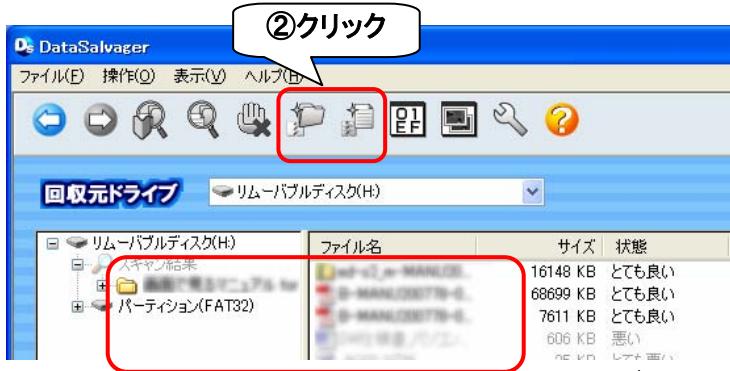 ②クリック
Ds DataSalvager
ファイル(F) 操作(O) 表示(V) ヘルプ(H)
01
EF
回収元ドライブ リムーバブルディスク(H:)
リムーバブルディスク(H:)
スキャン結果
パーティション(FAT32)
ファイル名 サイズ 状態
16148 KB とても良い
68699 KB とても良い
7611 KB とても良い
606 KB 悪い